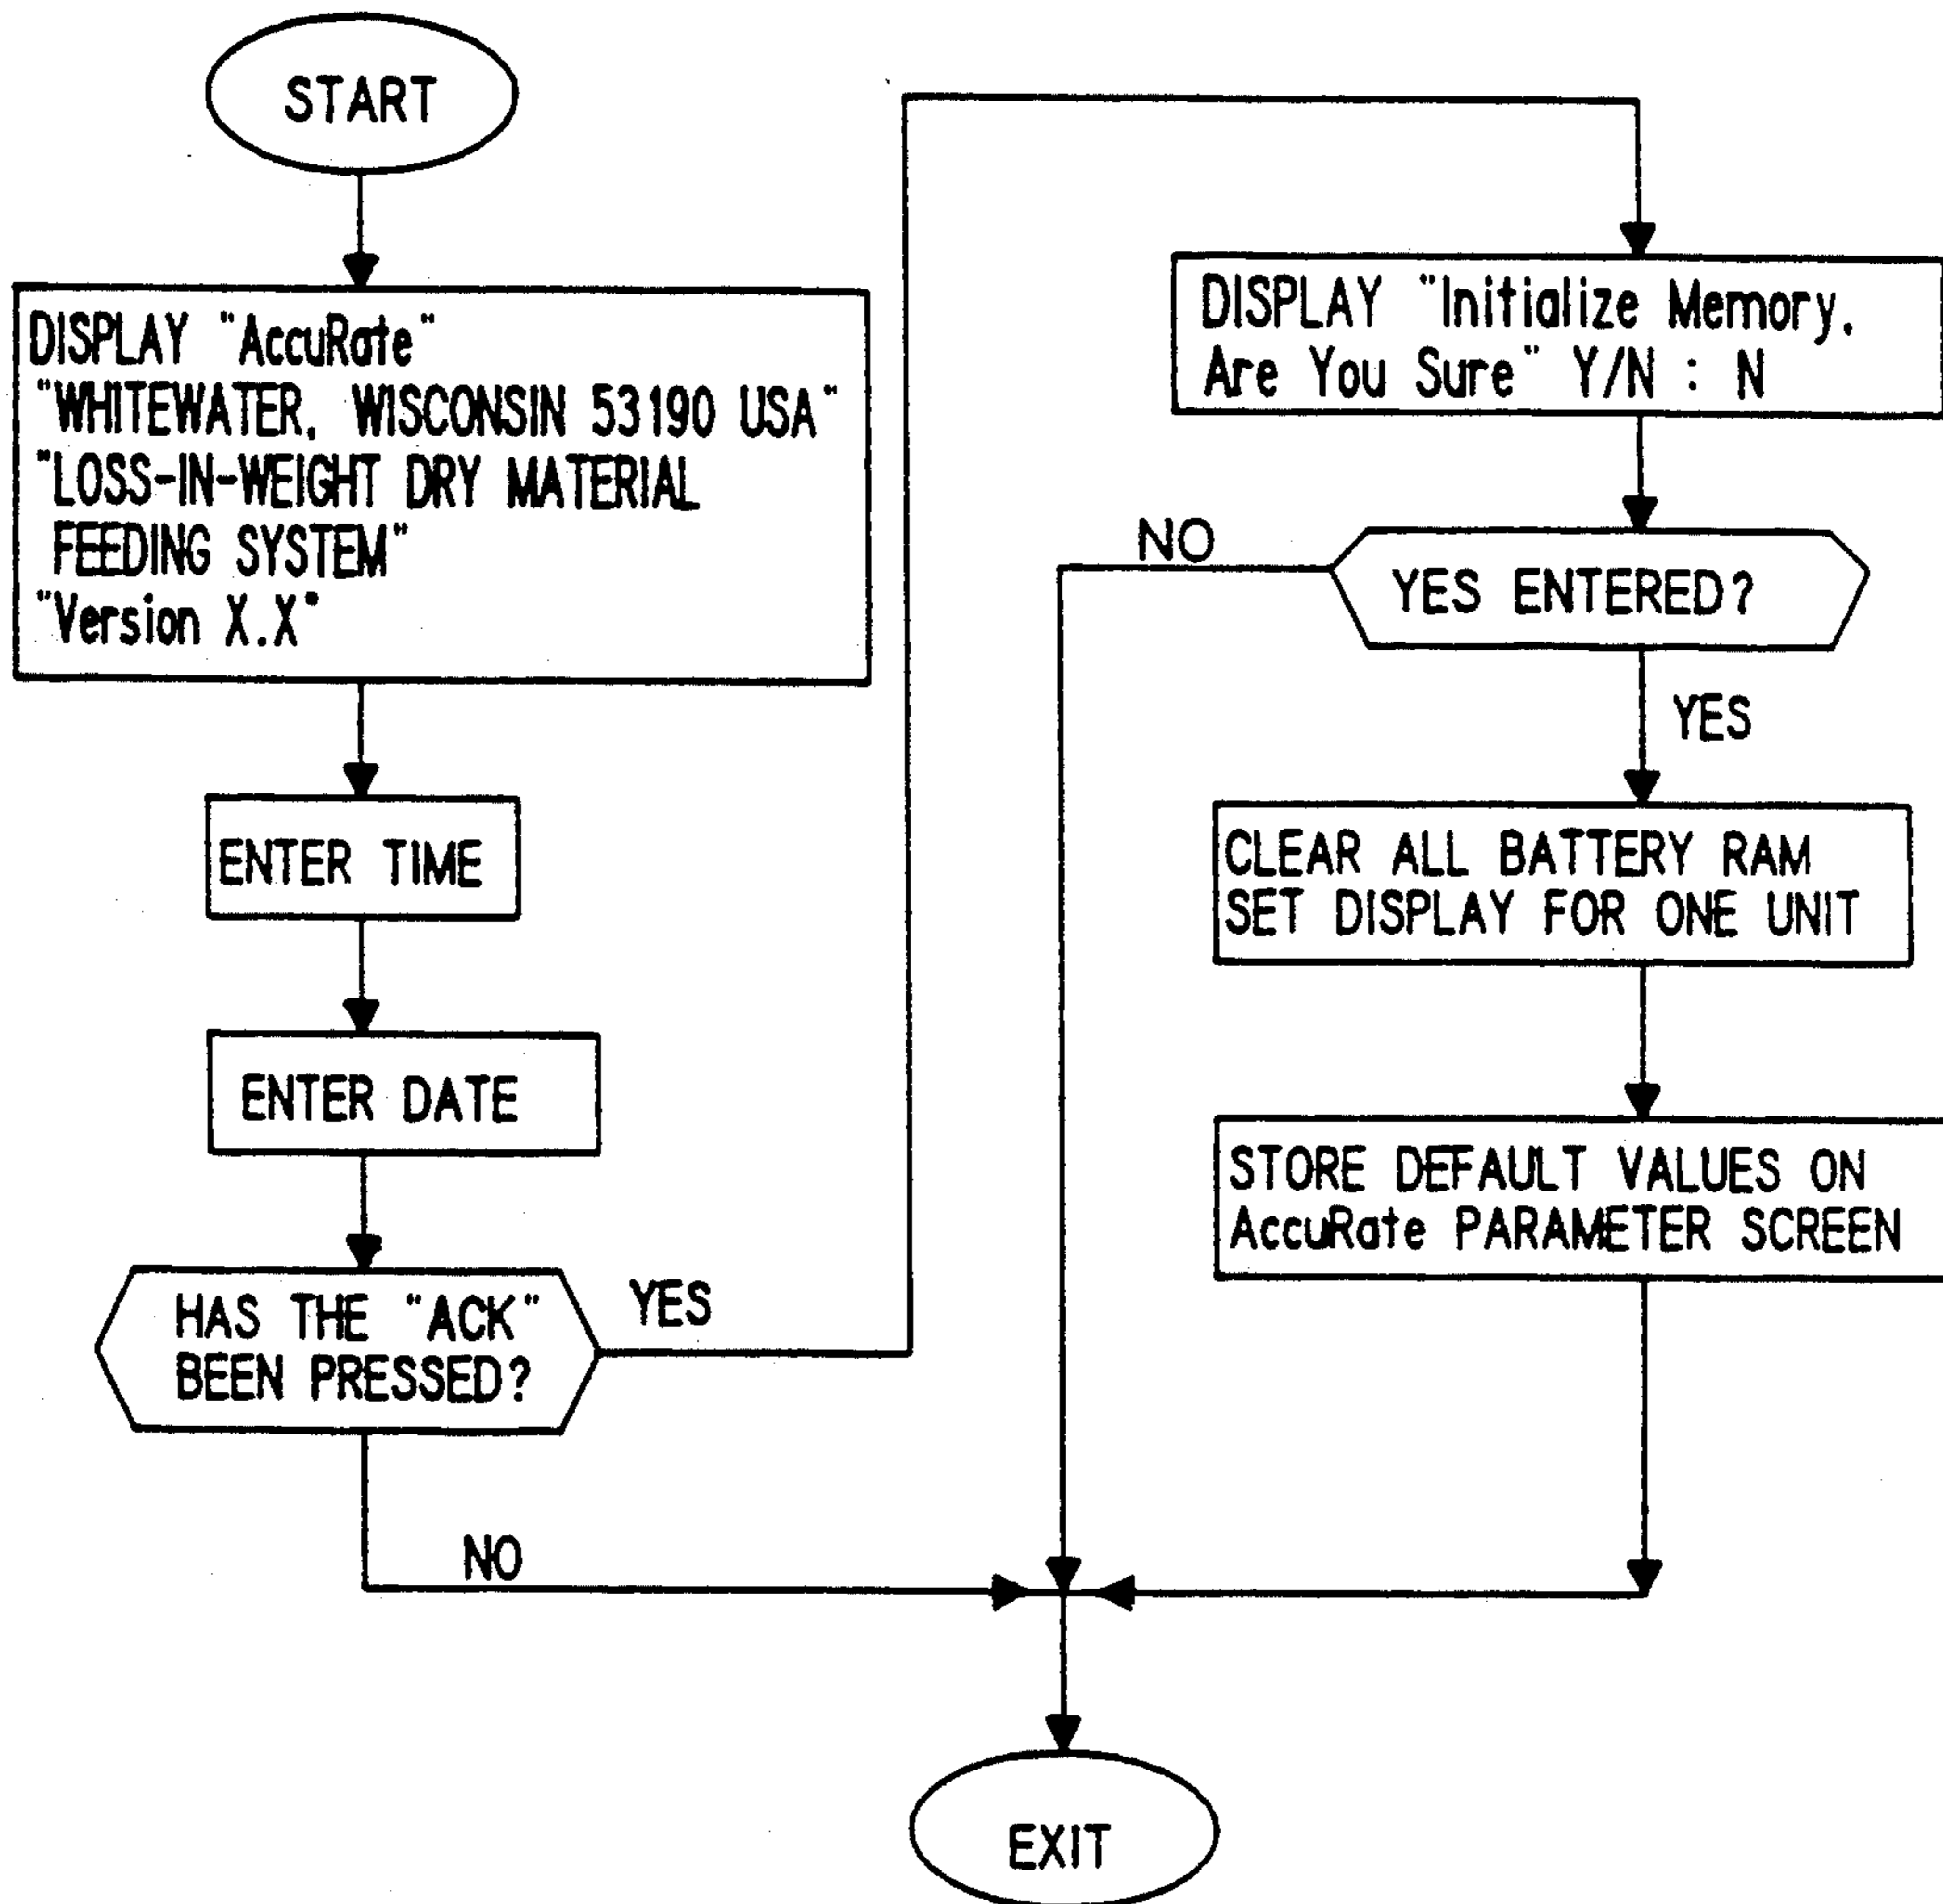 START
DISPLAY "AccuRate"
"WHITEWATER, WISCONSIN 53190 USA"
"LOSS-IN-WEIGHT DRY MATERIAL
FEEDING SYSTEM"
"Version X.X"
ENTER TIME
ENTER DATE
HAS THE "ACK"
BEEN PRESSED?
YES
NO
DISPLAY "Initialize Memory,
Are You Sure" Y/N : N
YES ENTERED?
NO
YES
CLEAR ALL BATTERY RAM
SET DISPLAY FOR ONE UNIT
STORE DEFAULT VALUES ON
AccuRate PARAMETER SCREEN
EXIT